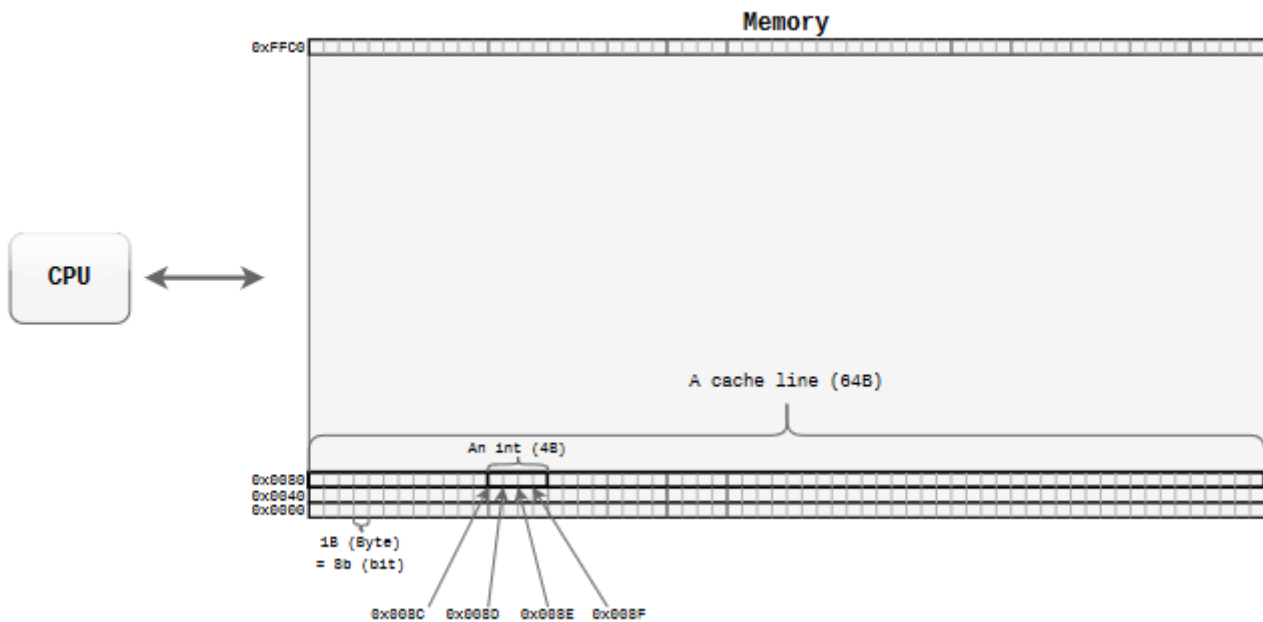 Memory
0xFFC0
CPU
A cache line (64B)
An int (4B)
0x0080
0x0040
0x0000
1B (Byte)
= 8b (bit)
0x008C 0x008D 0x008E 0x008F